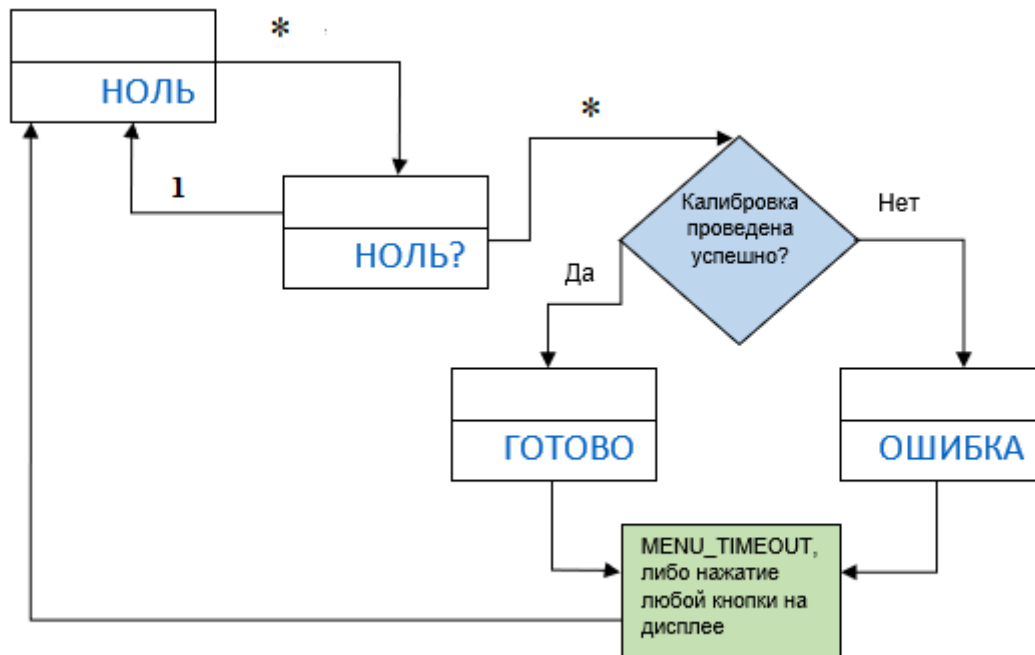 *
НОЛЬ
*
1
НОЛЬ?
Калибровка
проведена
успешно?
Нет
Да
ГОТОВО
ОШИБКА
MENU_TIMEOUT,
либо нажатие
любой кнопки на
дисплее